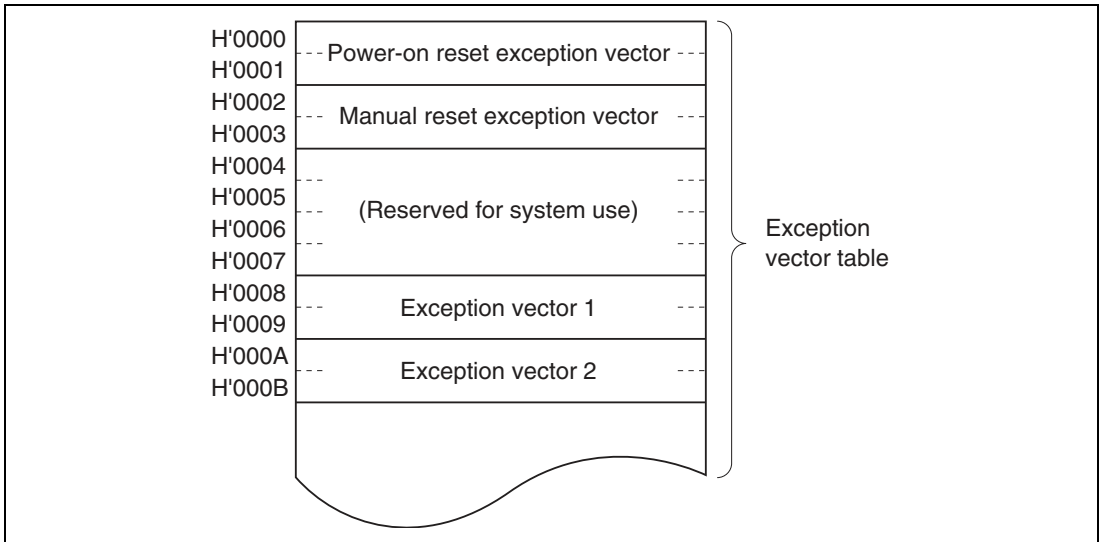 H'0000
Power-on reset exception vector
H'0001
H'0002
Manual reset exception vector
H'0003
H'0004
H'0005
(Reserved for system use)
H'0006
H'0007
H'0008
Exception vector 1
H'0009
H'000A
Exception vector 2
H'000B
Exception
vector table